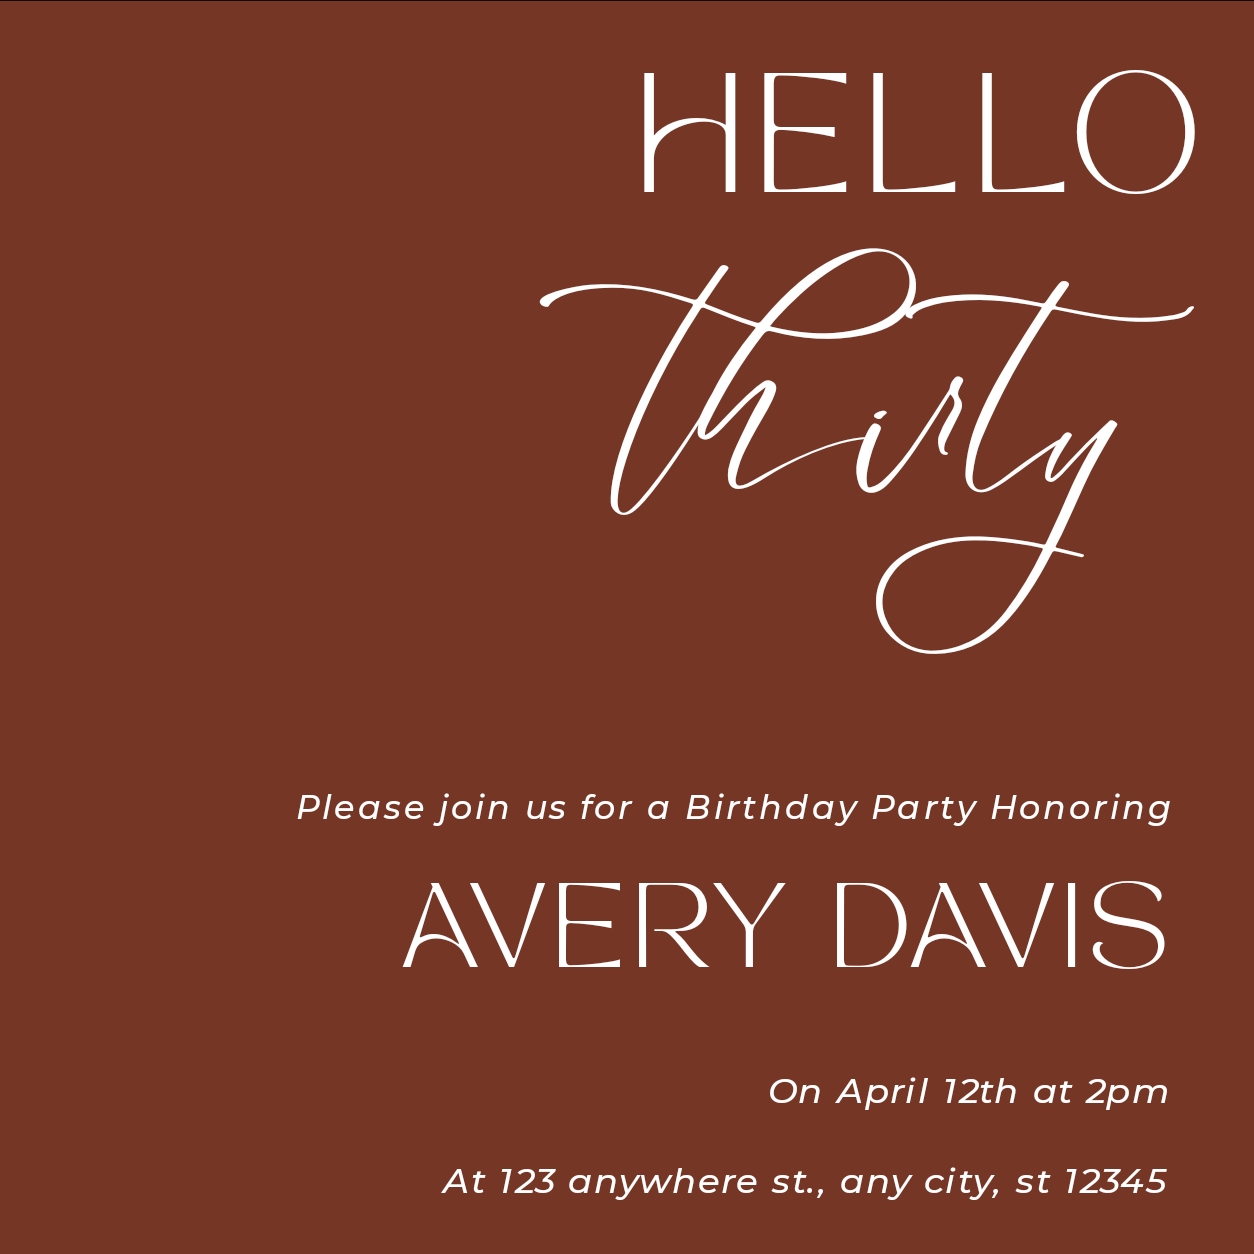 HELLO
thirty
Please join us for a Birthday Party Honoring
AVERY DAVIS
On April 12th at 2pm
At 123 anywhere st., any city, st 12345